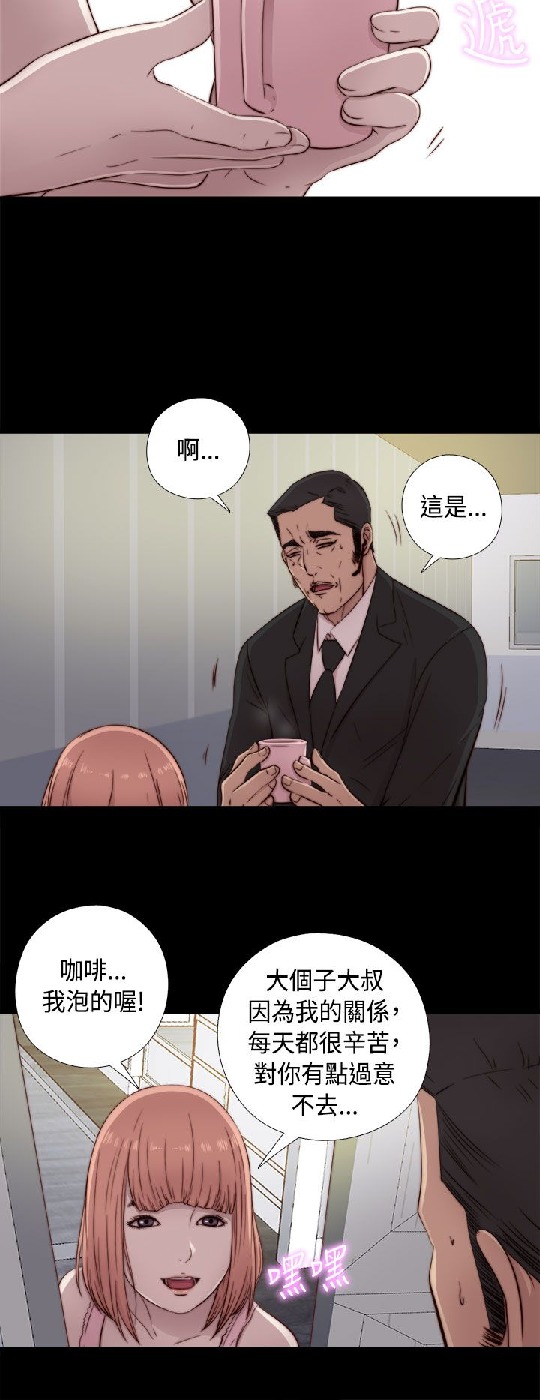 遞
啊...
這是...
咖啡...
我泡的喔!
大個子大叔
因為我的關係,
每天都很辛苦,
對你有點過意
不去...
嘿嘿